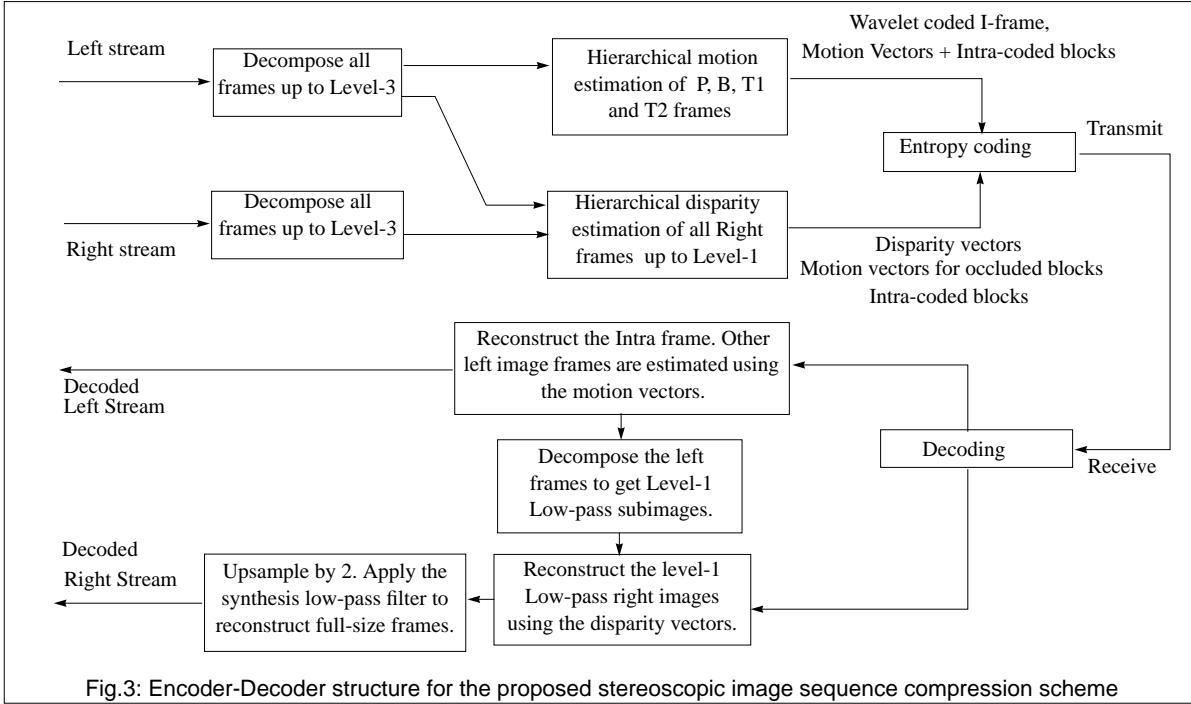 Left stream
Decompose all
frames up to Level-3
Hierarchical motion
estimation of P, B, T1
and T2 frames
Wavelet coded I-frame,
Motion Vectors + Intra-coded blocks
Entropy coding
Transmit
Right stream
Decompose all
frames up to Level-3
Hierarchical disparity
estimation of all Right
frames up to Level-1
Disparity vectors
Motion vectors for occluded blocks
Intra-coded blocks
Reconstruct the Intra frame. Other
left image frames are estimated using
the motion vectors.
Decoded
Left Stream
Decoding
Receive
Decompose the left
frames to get Level-1
Low-pass subimages.
Decoded
Right Stream
Upsample by 2. Apply the
synthesis low-pass filter to
reconstruct full-size frames.
Reconstruct the level-1
Low-pass right images
using the disparity vectors.
Fig.3: Encoder-Decoder structure for the proposed stereoscopic image sequence compression scheme